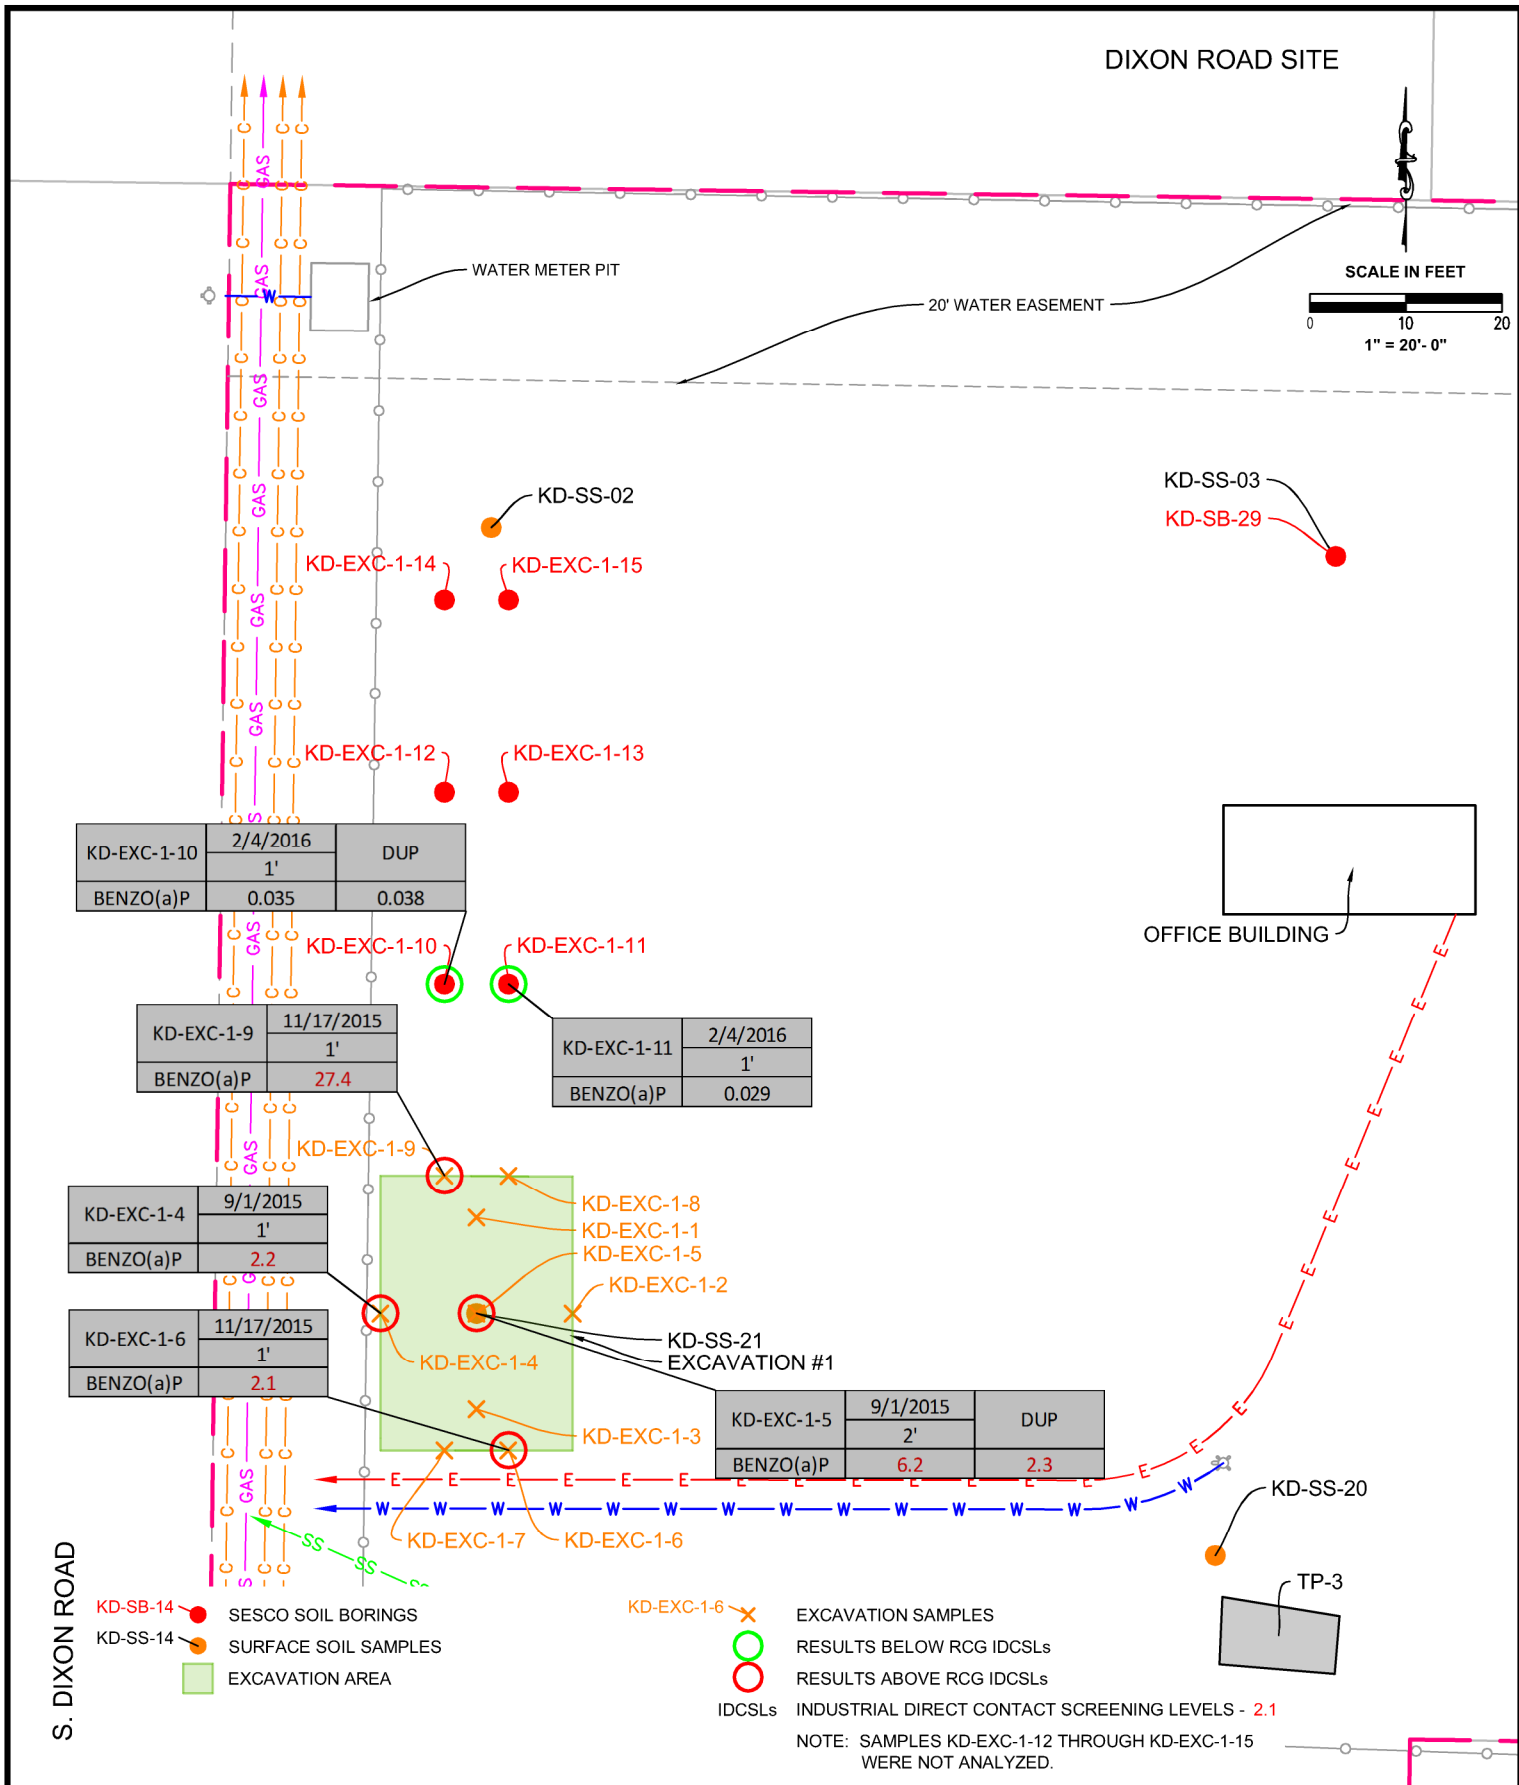 DIXON ROAD SITE
SCALE IN FEET
0 10 20
1" = 20'- 0"
WATER METER PIT
20' WATER EASEMENT
C C C C
GAS
W
KD-SS-02
KD-SS-03
KD-SB-29
KD-EXC-1-14
KD-EXC-1-15
KD-EXC-1-12
KD-EXC-1-13
KD-EXC-1-10 2/4/2016 DUP
1'
BENZO(a)P 0.035 0.038
OFFICE BUILDING
KD-EXC-1-10
KD-EXC-1-11
KD-EXC-1-9 11/17/2015
1'
BENZO(a)P 27.4
KD-EXC-1-11 2/4/2016
1'
BENZO(a)P 0.029
KD-EXC-1-9
KD-EXC-1-8
KD-EXC-1-1
KD-EXC-1-5
KD-EXC-1-2
KD-EXC-1-4 9/1/2015
1'
BENZO(a)P 2.2
KD-EXC-1-6 11/17/2015
1'
BENZO(a)P 2.1
KD-SS-21
EXCAVATION #1
KD-EXC-1-4
KD-EXC-1-5 9/1/2015 DUP
2'
BENZO(a)P 6.2 2.3
KD-EXC-1-3
E E E E E E E E E E E E
W W W W W W W W W W W W W W W
KD-EXC-1-7
KD-EXC-1-6
SS SS SS
KD-SS-20
TP-3
S. DIXON ROAD
KD-SB-14 SESCO SOIL BORINGS
KD-SS-14 SURFACE SOIL SAMPLES
EXCAVATION AREA
KD-EXC-1-6 EXCAVATION SAMPLES
RESULTS BELOW RCG IDCSLs
RESULTS ABOVE RCG IDCSLs
IDCSLs INDUSTRIAL DIRECT CONTACT SCREENING LEVELS - 2.1
NOTE: SAMPLES KD-EXC-1-12 THROUGH KD-EXC-1-15
WERE NOT ANALYZED.